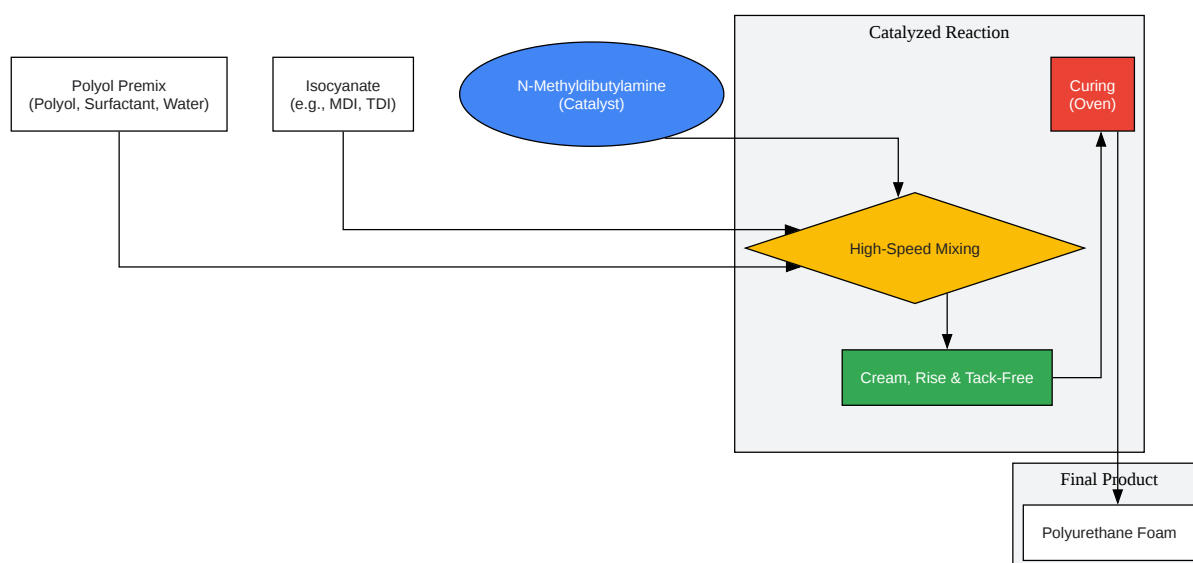 Catalyzed Reaction
Polyol Premix
(Polyol, Surfactant, Water)
Isocyanate
(e.g., MDI, TDI)
N-Methyldibutylamine
(Catalyst)
Curing
(Oven)
High-Speed Mixing
Cream, Rise & Tack-Free
Final Product
Polyurethane Foam